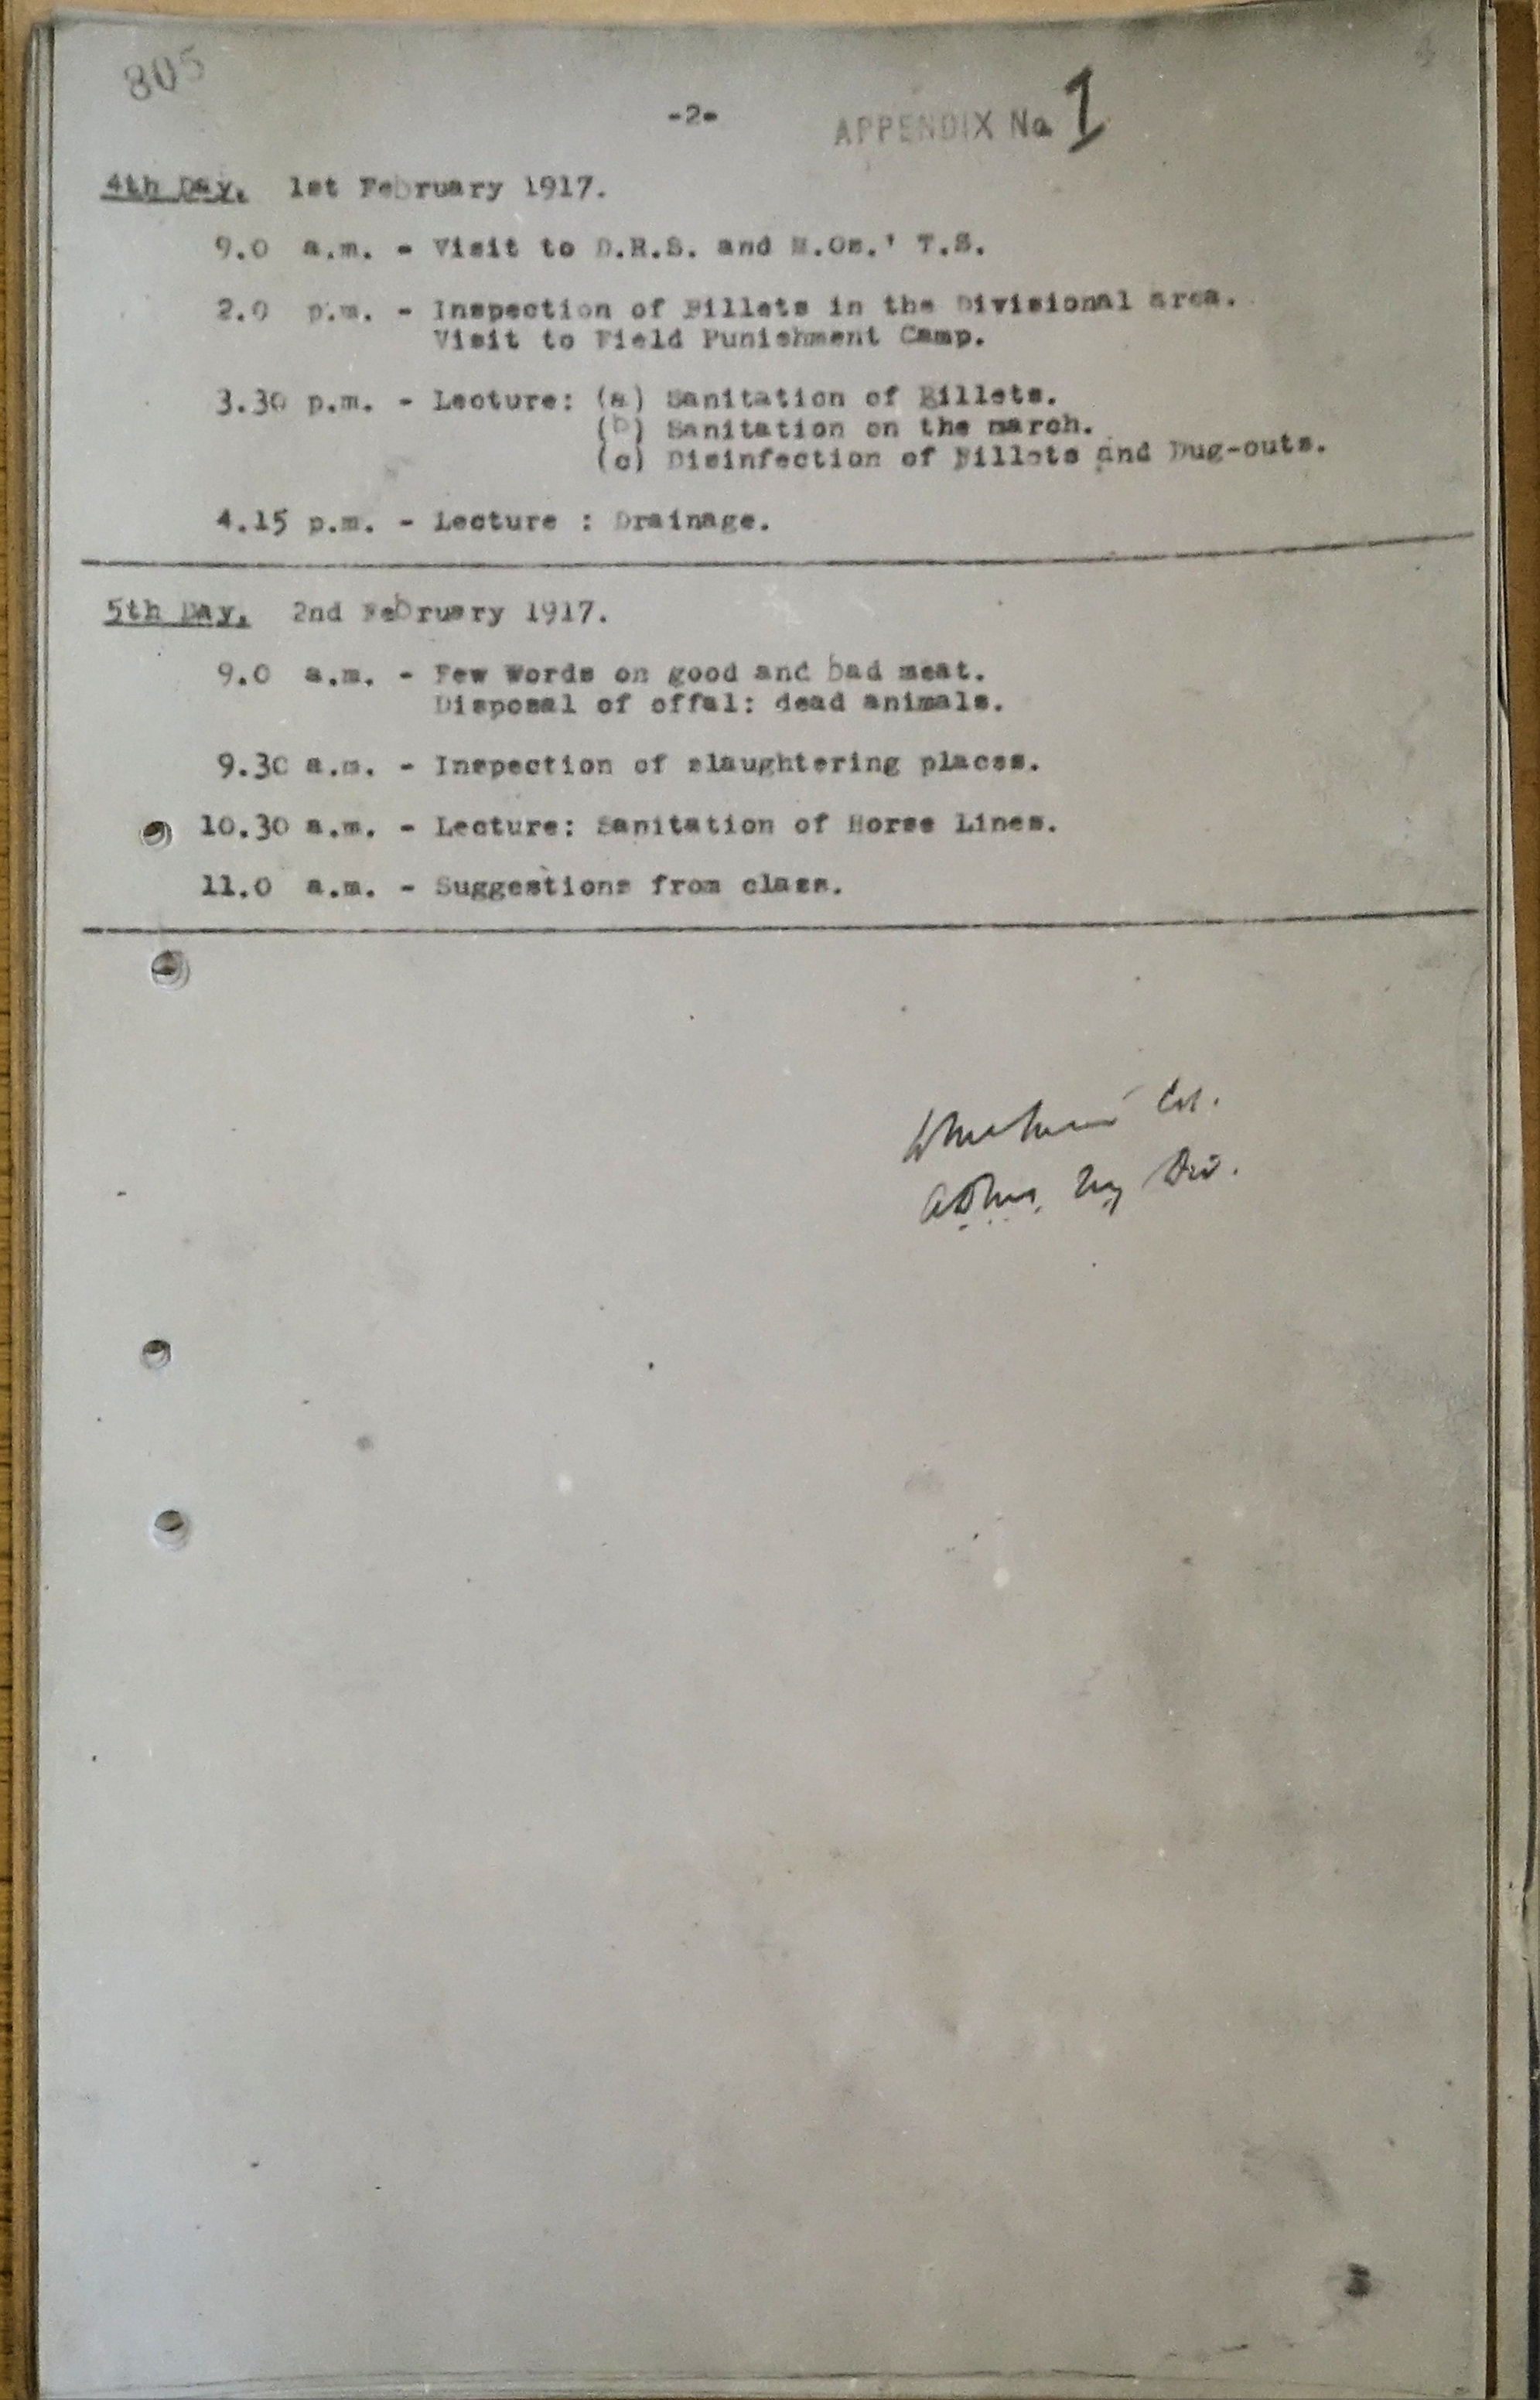 805
-2-
APPENDIX No 1
4th Day. 1st February 1917.
9.0 a.m. - Visit to D.R.S. and M.Os.' T.S.
2.0 p.m. - Inspection of Billets in the Divisional area.
Visit to Field Punishment Camp.
3.30 p.m. - Lecture: (a) Sanitation of Billets.
(b) Sanitation on the march.
(c) Disinfection of Billets and Dug-outs.
4.15 p.m. - Lecture : Drainage.
5th Day. 2nd February 1917.
9.0 a.m. - Few Words on good and bad meat.
Disposal of offal: dead animals.
9.30 a.m. - Inspection of slaughtering places.
10.30 a.m. - Lecture: Sanitation of Horse Lines.
11.0 a.m. - Suggestions from class.
Col.
Div.